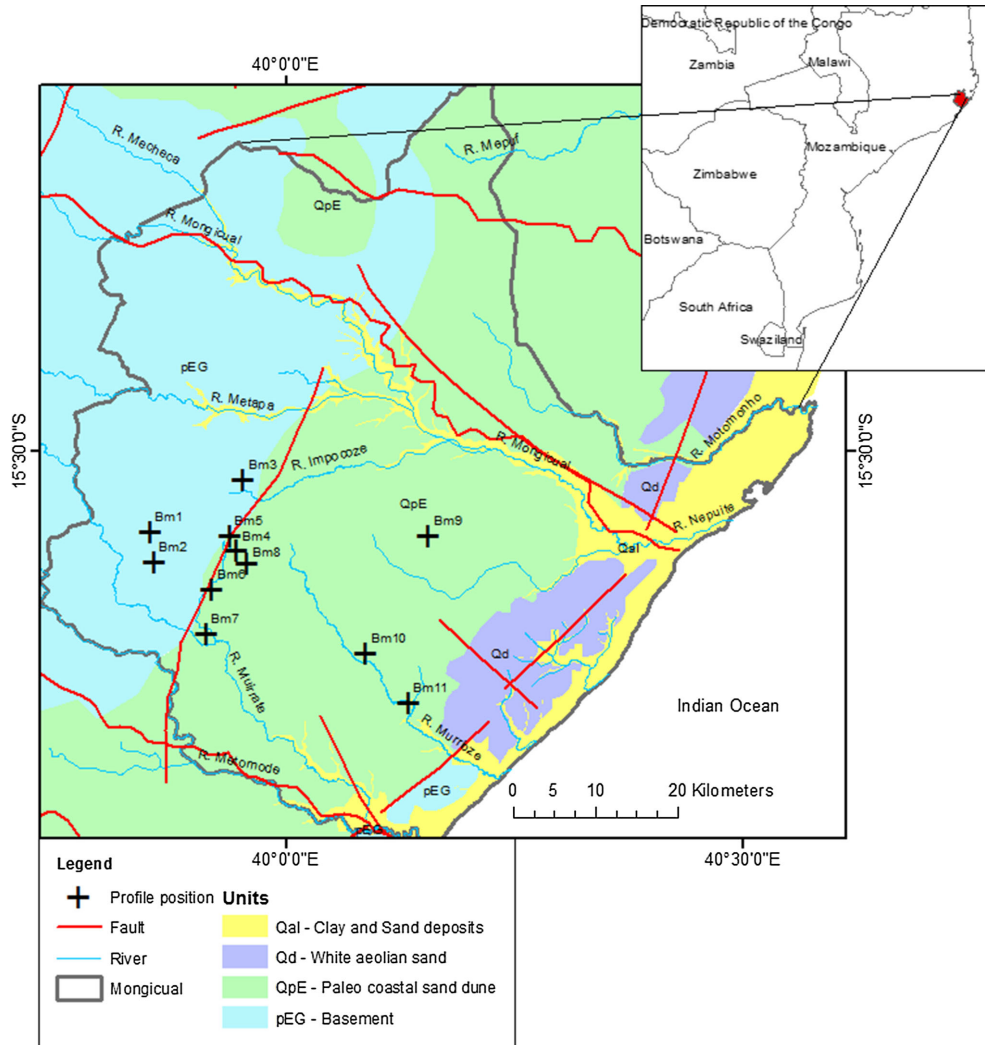 Democratic Republic of the Congo
Zambia
Malawi
Mozambique
Zimbabwe
Botswana
South Africa
Swaziland
40°0'0"E
R. Mecheca
R. Mepuf
QpE
R. Mongicual
pEG
R. Metapa
R. Motomonho
15°30'0"S
15°30'0"S
R. Impocoze
R. Mongicual
Bm3
Qd
QpE
R. Nepuite
Bm1
Bm5
Bm9
Bm4
Qal
Bm2
Bm8
Bm6
Bm7
Bm10
Qd
R. Muirrate
Bm11
Indian Ocean
R. Murroze
R. Metomode
pEG
0 5 10 20 Kilometers
pEG
40°0'0"E
40°30'0"E
Legend
Profile position
Fault
River
Mongicual
Units
Qal - Clay and Sand deposits
Qd - White aeolian sand
QpE - Paleo coastal sand dune
pEG - Basement